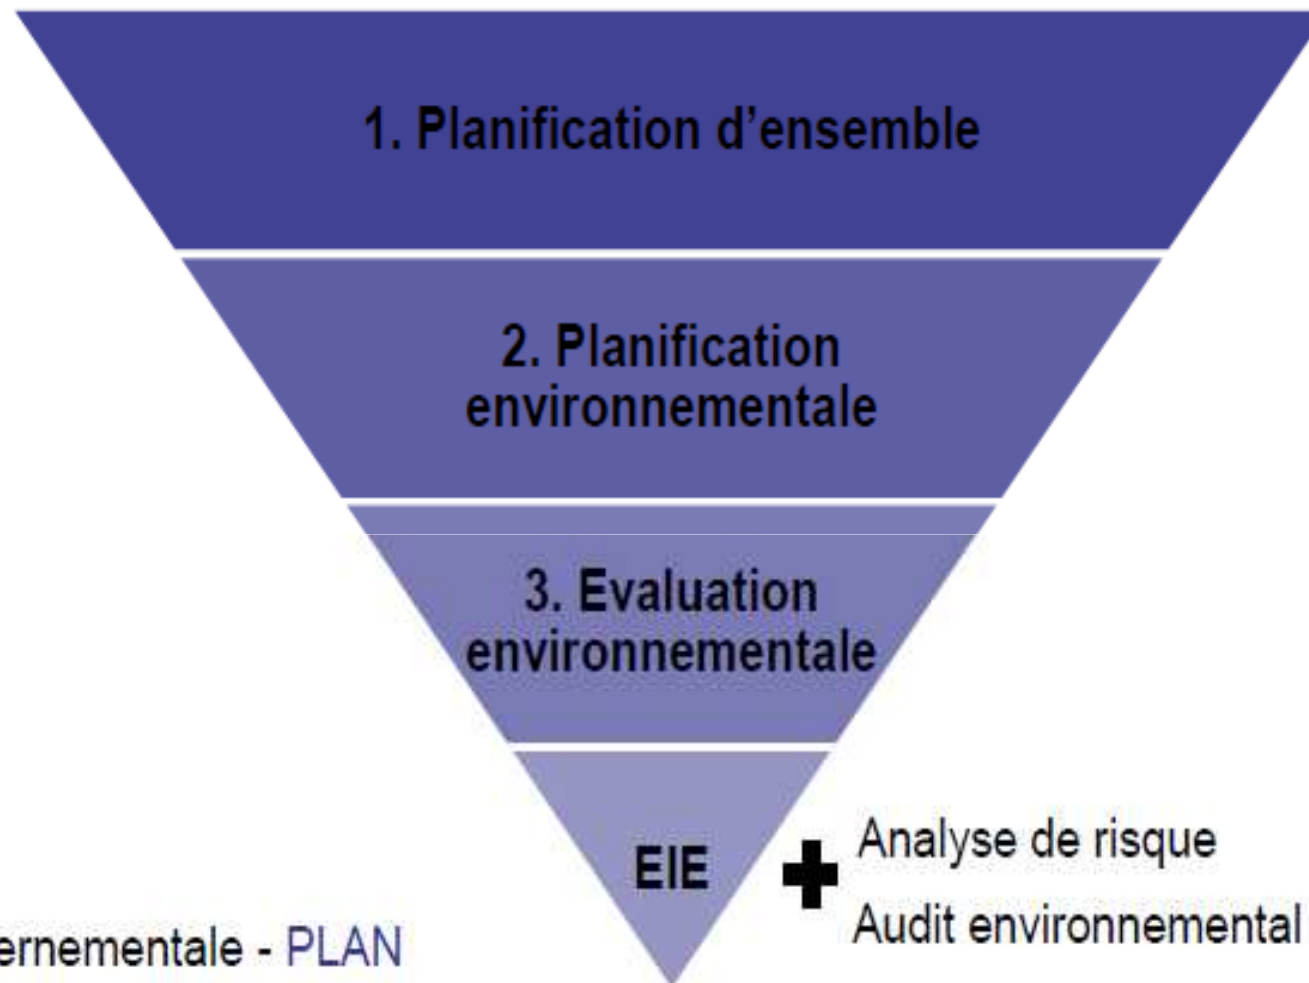 1. Planification d'ensemble
2. Planification
environnementale
3. Evaluation
environnementale
EIE
Analyse de risque
Audit environnemental
ernementale - PLAN